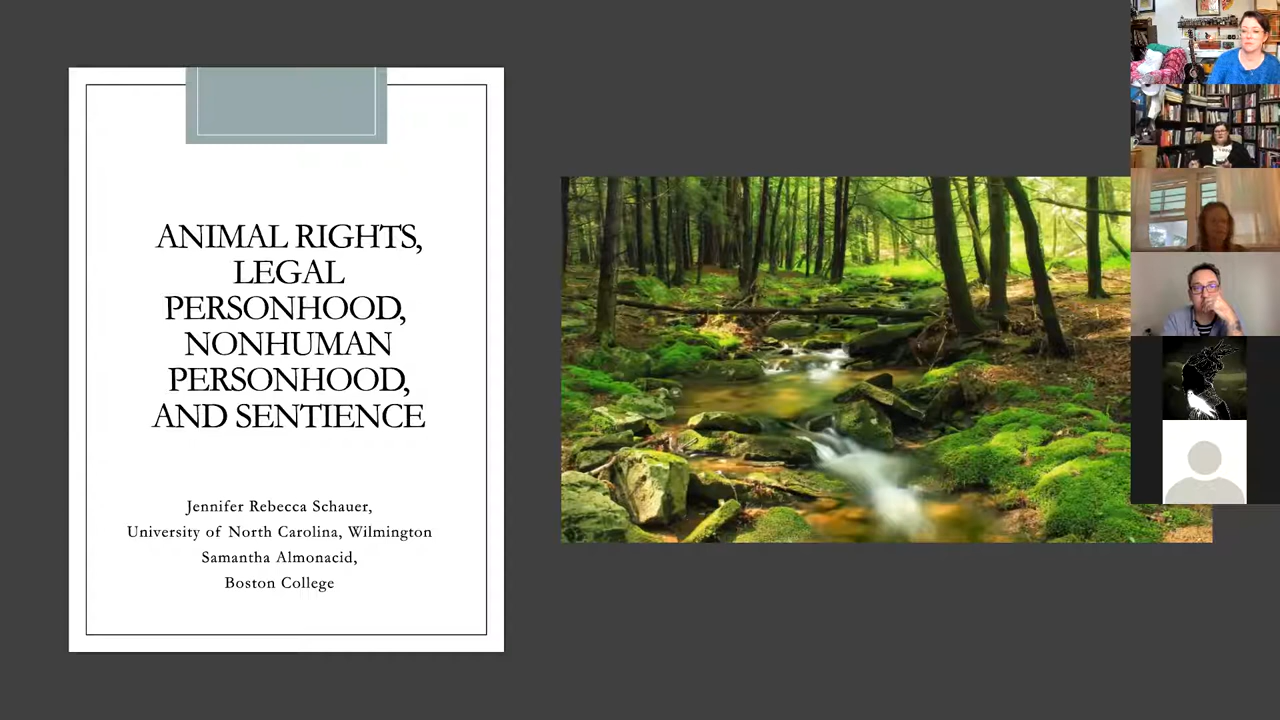 ANIMAL RIGHTS,
LEGAL
PERSONHOOD,
NONHUMAN
PERSONHOOD,
AND SENTIENCE
Jennifer Rebecca Schauer,
University of North Carolina, Wilmington
Samantha Almonacid,
Boston College